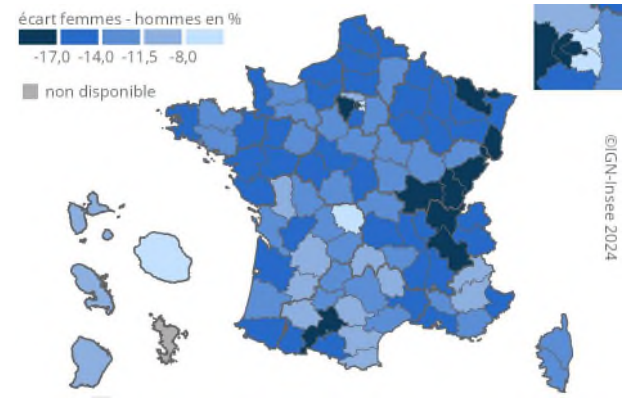 écart femmes - hommes en %
-17,0 -14,0 -11,5 -8,0
non disponible
©IGN-Insee 2024